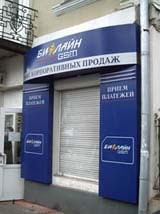 БИЛАЙН
GSM
КОРПОРАТИВНЫХ ПРОДАЖ
ПРИЕМ
ПЛАТЕЖЕЙ
БИЛАЙН
GSM
ПРИЕМ
ПЛАТЕЖЕЙ
БИЛАЙН
GSM